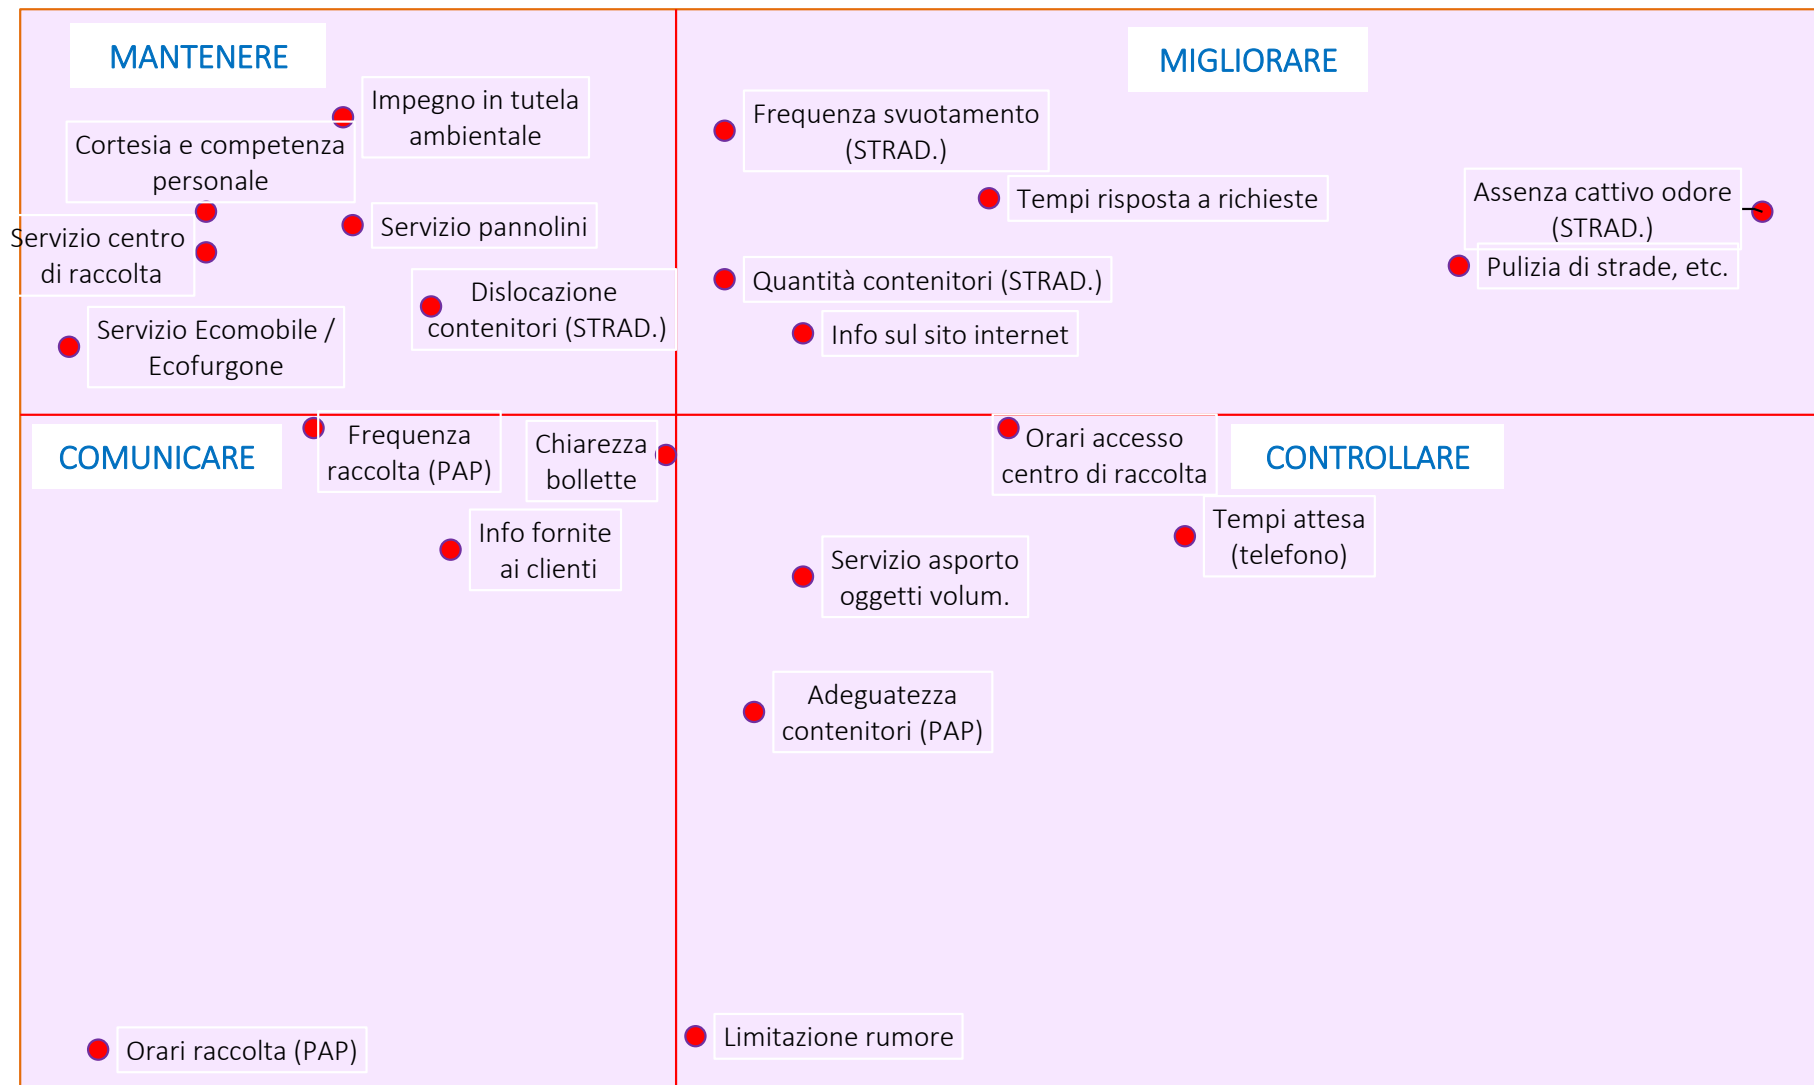 MANTENERE
MIGLIORARE
Impegno in tutela
ambientale
Frequenza svuotamento
(STRAD.)
Cortesia e competenza
personale
Tempi risposta a richieste
Assenza cattivo odore
(STRAD.)
Servizio pannolini
Servizio centro
di raccolta
Pulizia di strade, etc.
Quantità contenitori (STRAD.)
Dislocazione
contenitori (STRAD.)
Info sul sito internet
Servizio Ecomobile /
Ecofurgone
COMUNICARE
Frequenza
raccolta (PAP)
Chiarezza
bollette
Orari accesso
centro di raccolta
CONTROLLARE
Info fornite
ai clienti
Tempi attesa
(telefono)
Servizio asporto
oggetti volum.
Adeguatezza
contenitori (PAP)
Orari raccolta (PAP)
Limitazione rumore